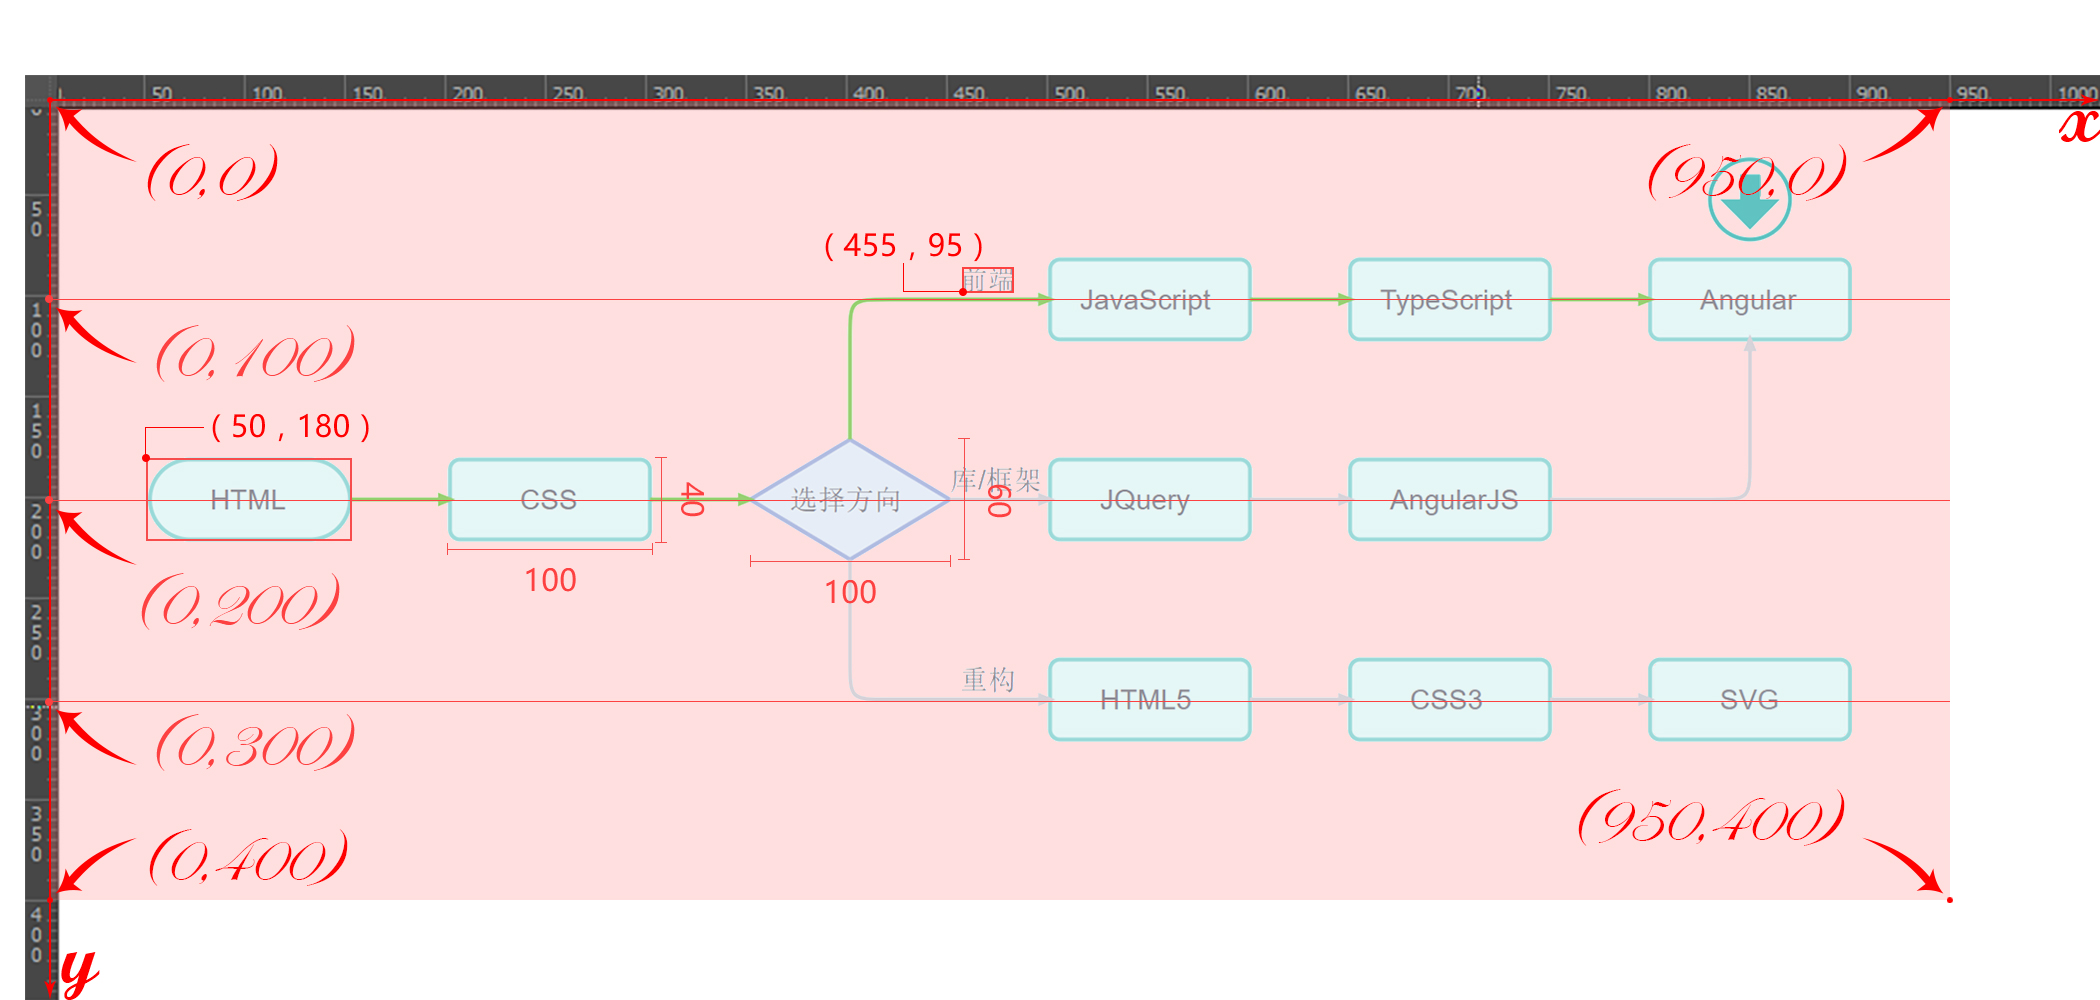 0 50 100 150 200 250 300 350 400 450 500 550 600 650 700 750 800 850 900 950 1000
x
(0,0)
(950,0)
50
( 455 , 95 )
前端
100
JavaScript
TypeScript
Angular
(0,100)
150
( 50 , 180 )
库/框架
HTML
CSS
40
选择方向
60
JQuery
AngularJS
200
100
100
(0,200)
250
重构
HTML5
CSS3
SVG
300
(0,300)
350
(950,400)
(0,400)
400
y